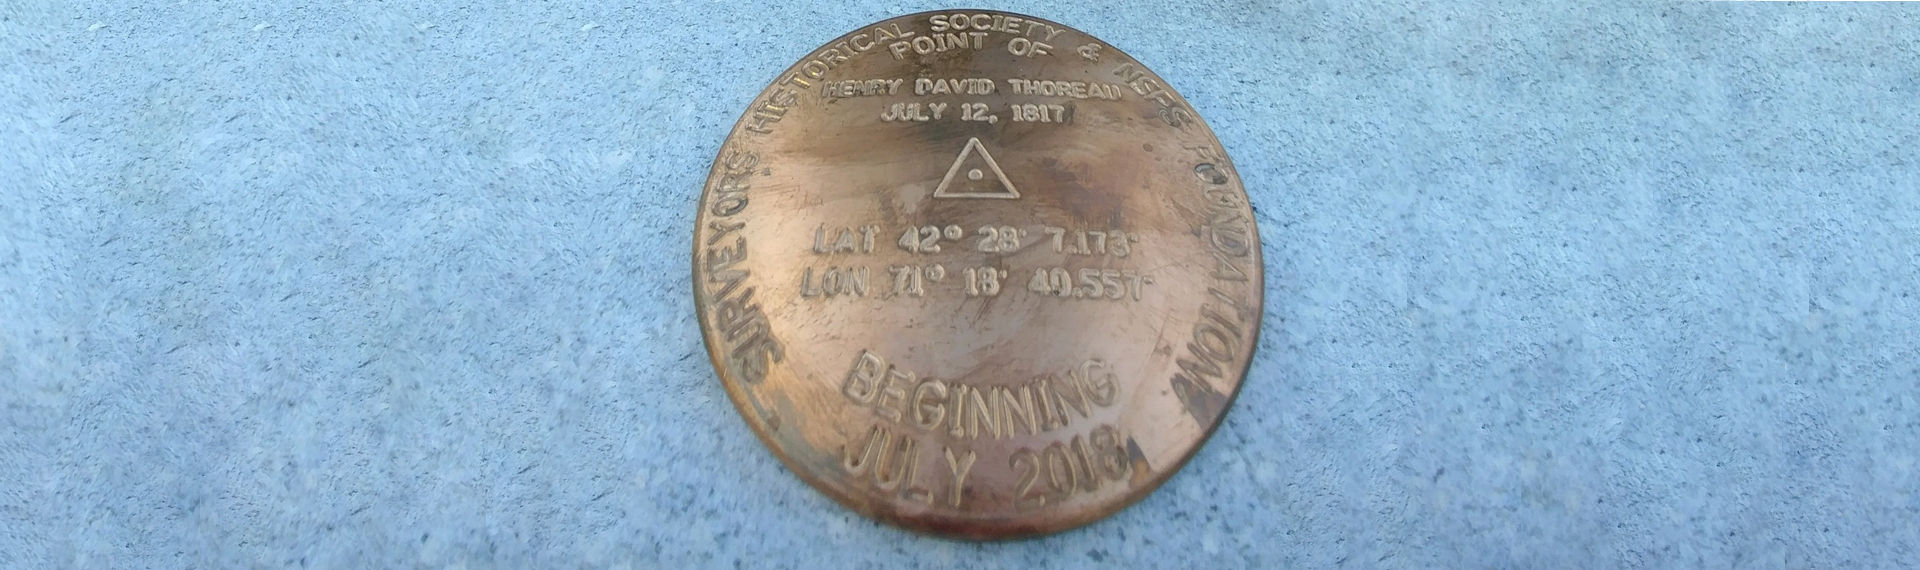 SURVEYORS HISTORICAL SOCIETY & NSPS FOUNDATION
POINT OF
HENRY DAVID THOREAU
JULY 12, 1817
LAT 42° 28' 7.173"
LON 71° 18' 40.557"
BEGINNING
JULY 2018